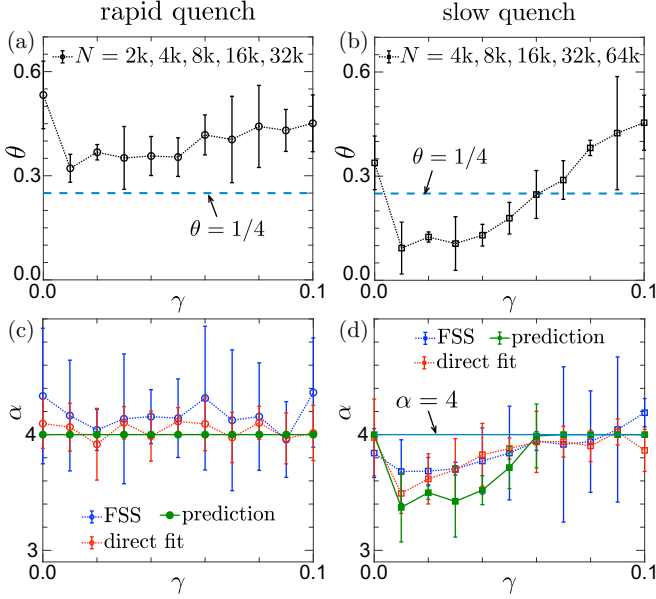 rapid quench
slow quench
(a)
N = 2k, 4k, 8k, 16k, 32k
0.6
θ
0.3
θ = 1/4
0.0
0.0
γ
0.1
(b)
N = 4k, 8k, 16k, 32k, 64k
0.6
θ
θ = 1/4
0.3
0.0
0.0
γ
0.1
(c)
α
4
FSS
prediction
direct fit
3
0.0
γ
0.1
(d)
FSS
prediction
direct fit
α
α = 4
4
3
0.0
γ
0.1